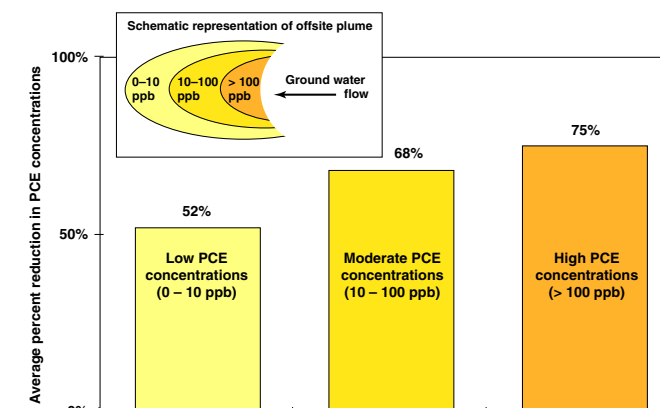 Schematic representation of offsite plume
0–10
ppb
10–100
ppb
> 100
ppb
Ground water
flow
Average percent reduction in PCE concentrations
100%
50%
52%
68%
75%
Low PCE
concentrations
(0 – 10 ppb)
Moderate PCE
concentrations
(10 – 100 ppb)
High PCE
concentrations
(> 100 ppb)